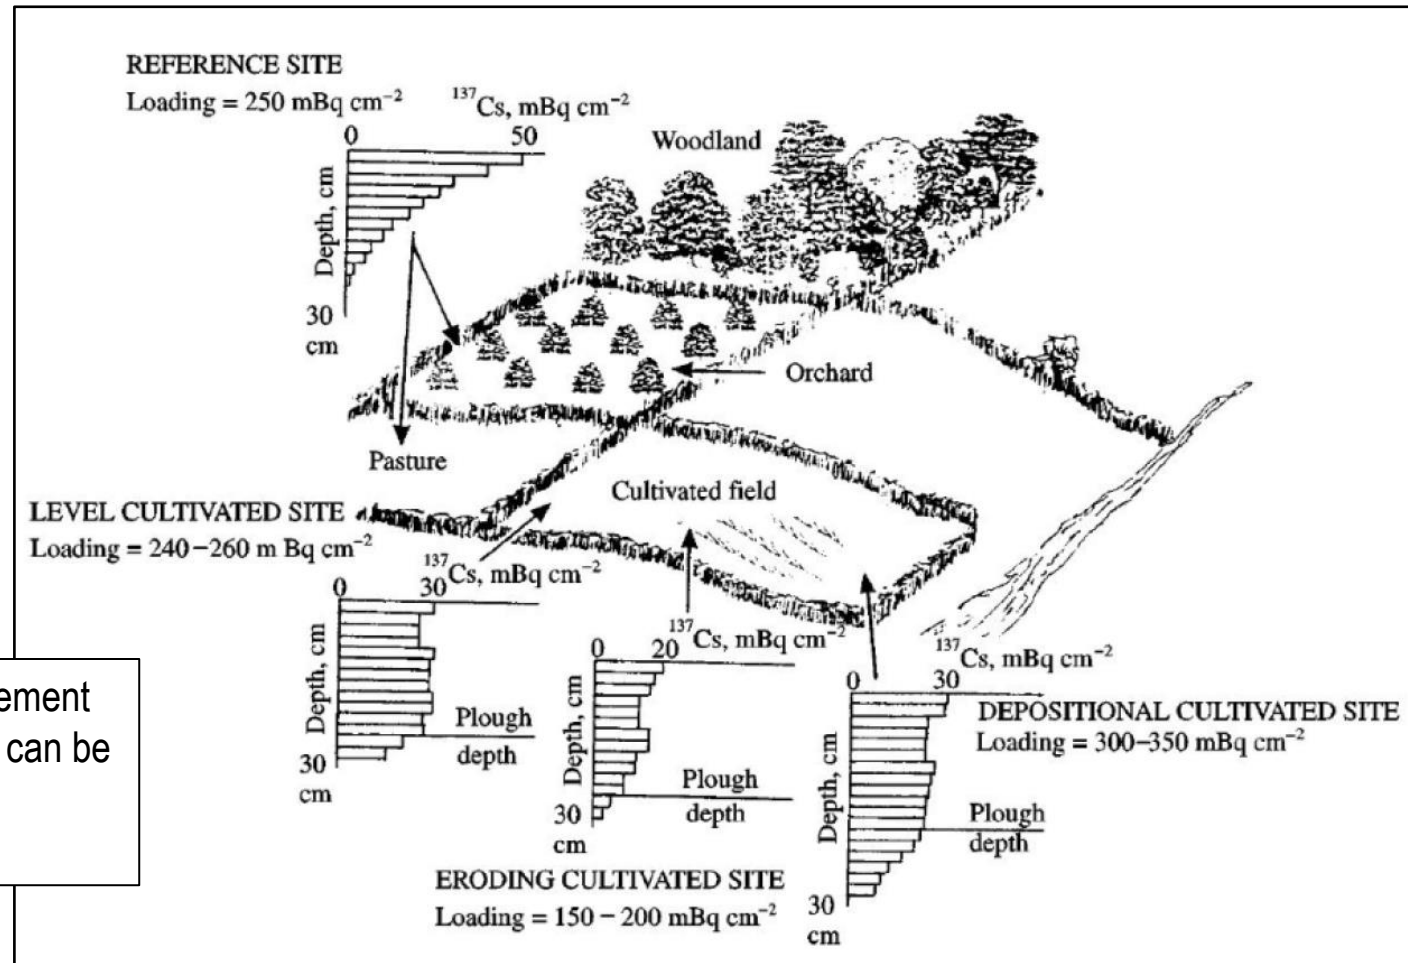 REFERENCE SITE
Loading = 250 mBq cm⁻²
¹³⁷Cs, mBq cm⁻²
0 50
Depth, cm
30
cm
Woodland
Orchard
Pasture
Cultivated field
LEVEL CULTIVATED SITE
Loading = 240–260 m Bq cm⁻²
¹³⁷Cs, mBq cm⁻²
0 30
Depth, cm
Plough
depth
30
cm
¹³⁷Cs, mBq cm⁻²
0 20
Depth, cm
Plough
depth
30
cm
ERODING CULTIVATED SITE
Loading = 150 – 200 mBq cm⁻²
¹³⁷Cs, mBq cm⁻²
0 30
Depth, cm
DEPOSITIONAL CULTIVATED SITE
Loading = 300–350 mBq cm⁻²
Plough
depth
30
cm
ement
can be